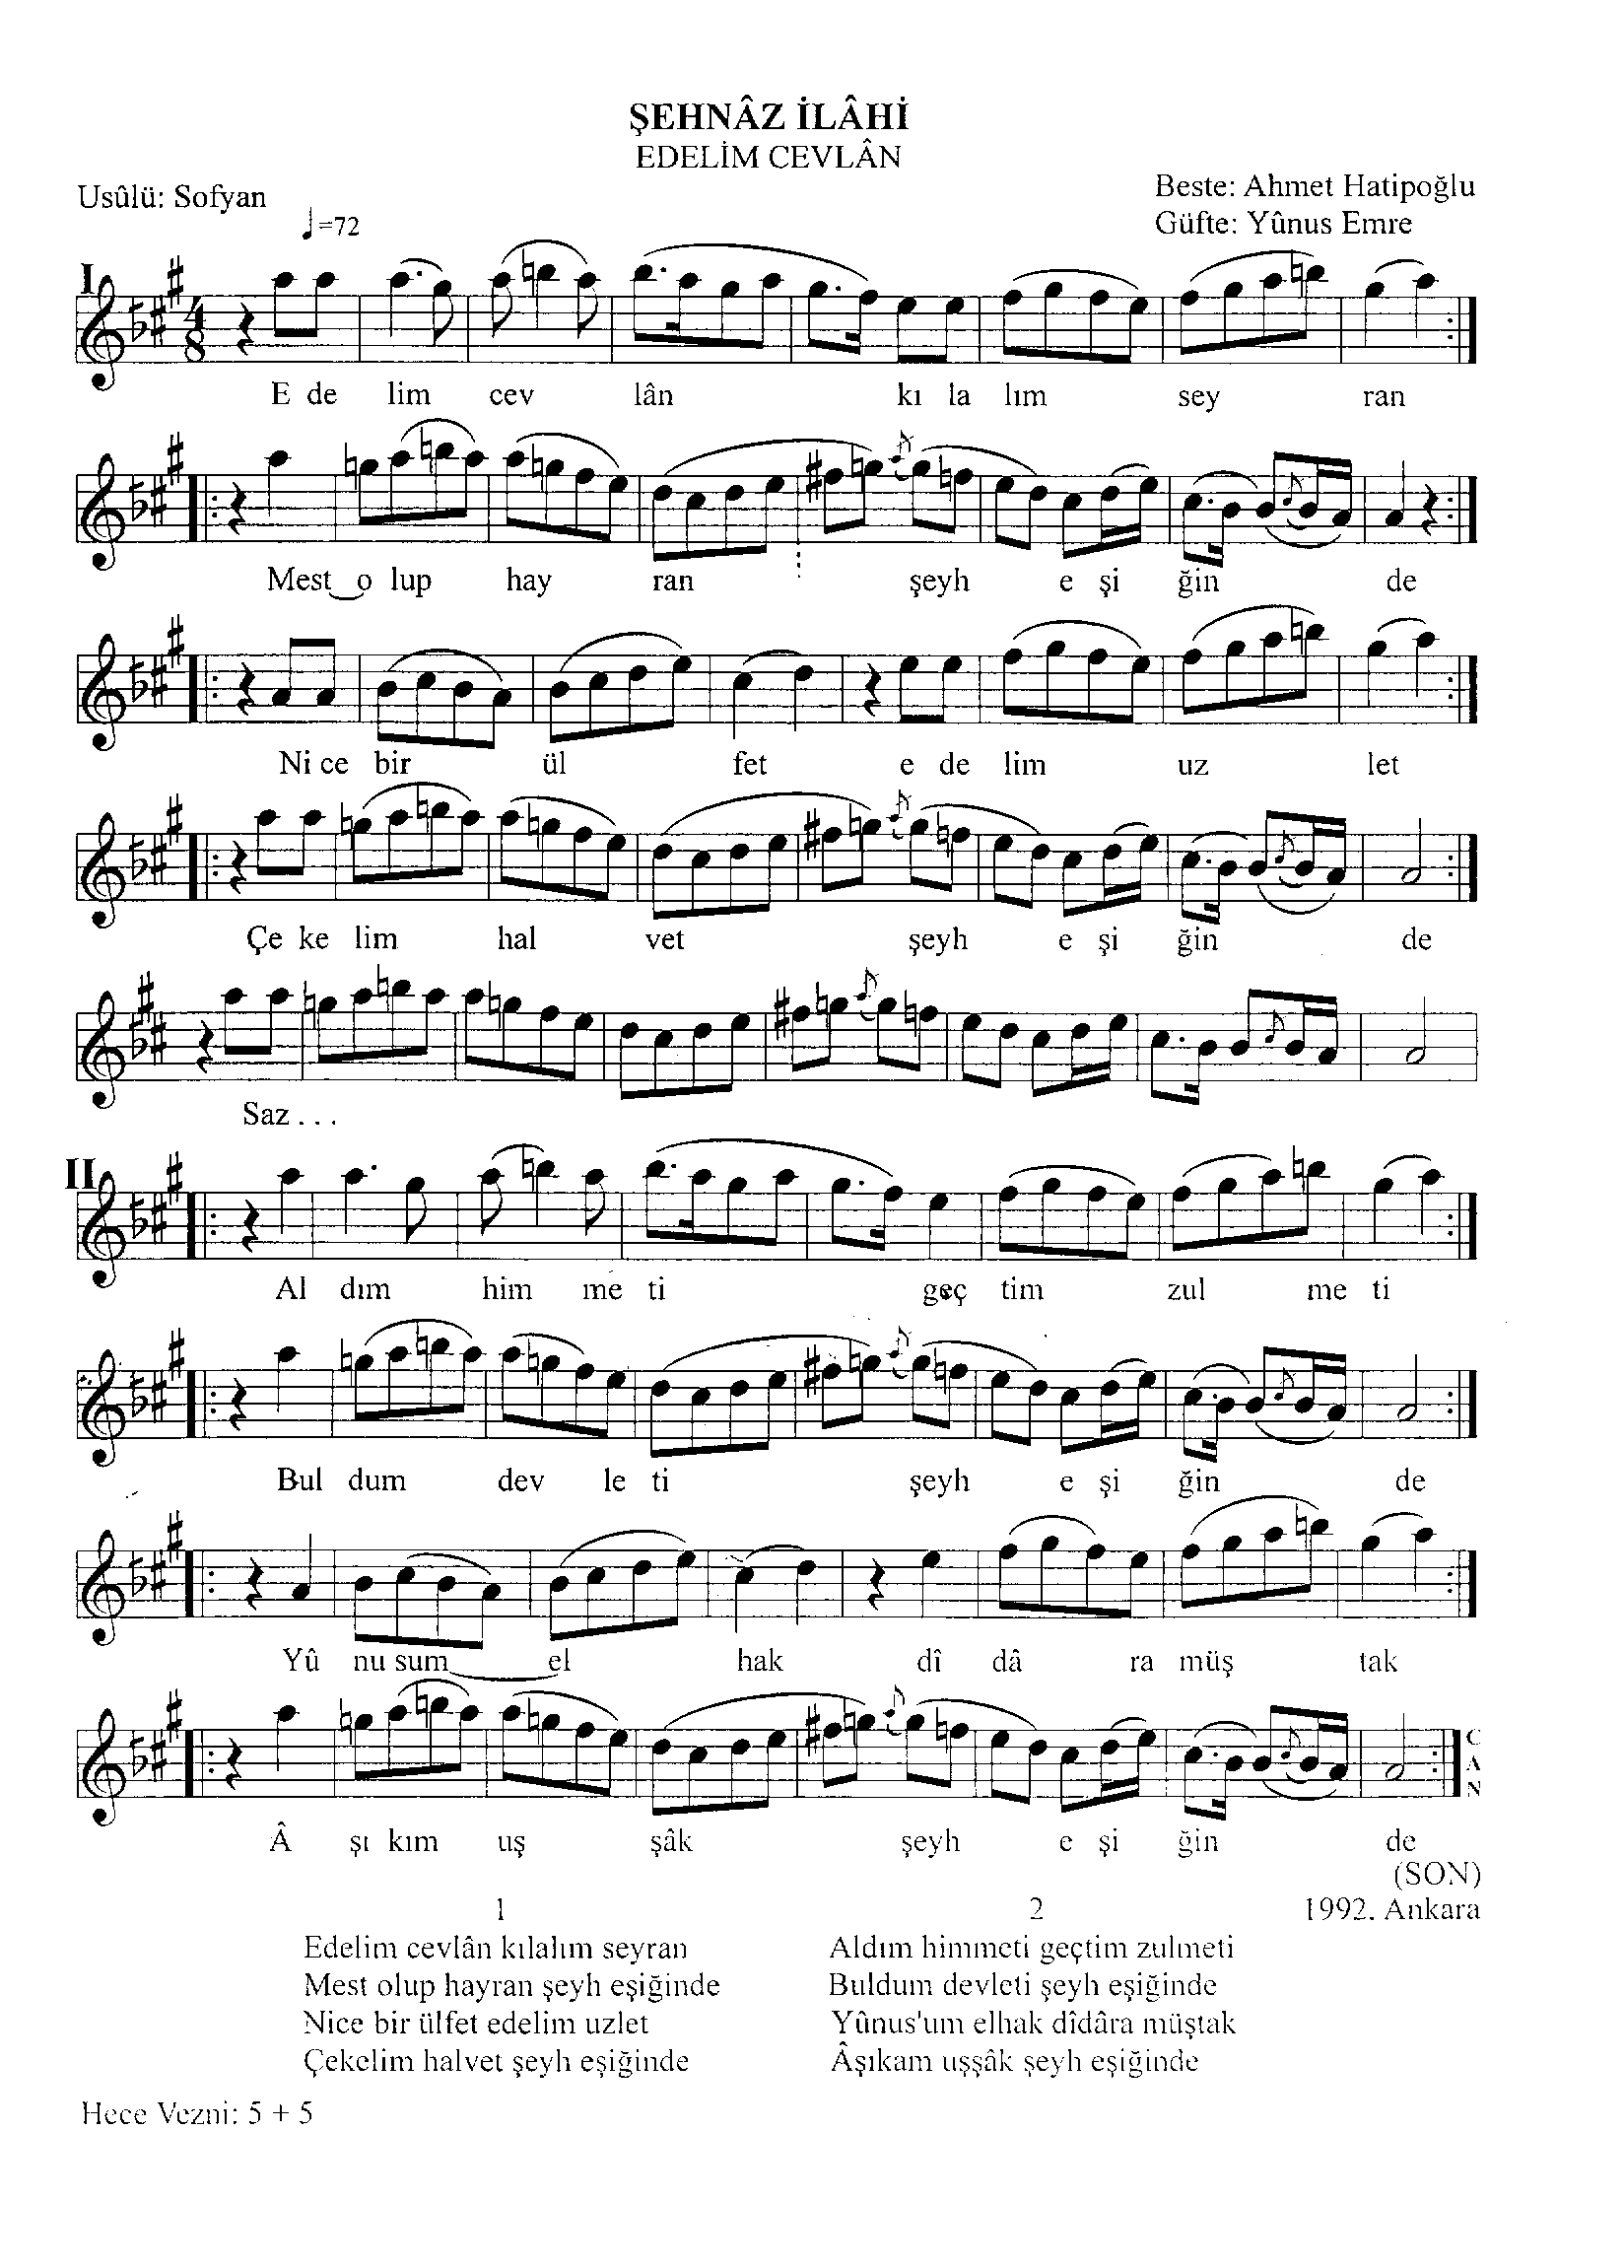 ŞEHNÂZ İLÂHİ
EDELİM CEVLÂN
Usûlü: Sofyan
Beste: Ahmet Hatipoğlu
Güfte: Yûnus Emre
♩=72
I
4/8
E de lim cev lân kı la lım sey ran
Mest o lup hay ran şeyh e şi ğin de
Ni ce bir ül fet e de lim uz let
Çe ke lim hal vet şeyh e şi ğin de
Saz . . .
II
Al dım him me ti geç tim zul me ti
Bul dum dev le ti şeyh e şi ğin de
Yû nu sum el hak dî dâ ra müş tak
CAN
 şı kım uş şâk şeyh e şi ğin de
(SON)
1992. Ankara
1
Edelim cevlân kılalım seyran
Mest olup hayran şeyh eşiğinde
Nice bir ülfet edelim uzlet
Çekelim halvet şeyh eşiğinde
2
Aldım himmeti geçtim zulmeti
Buldum devleti şeyh eşiğinde
Yûnus'um elhak dîdâra müştak
Âşıkam uşşâk şeyh eşiğinde
Hece Vezni: 5 + 5